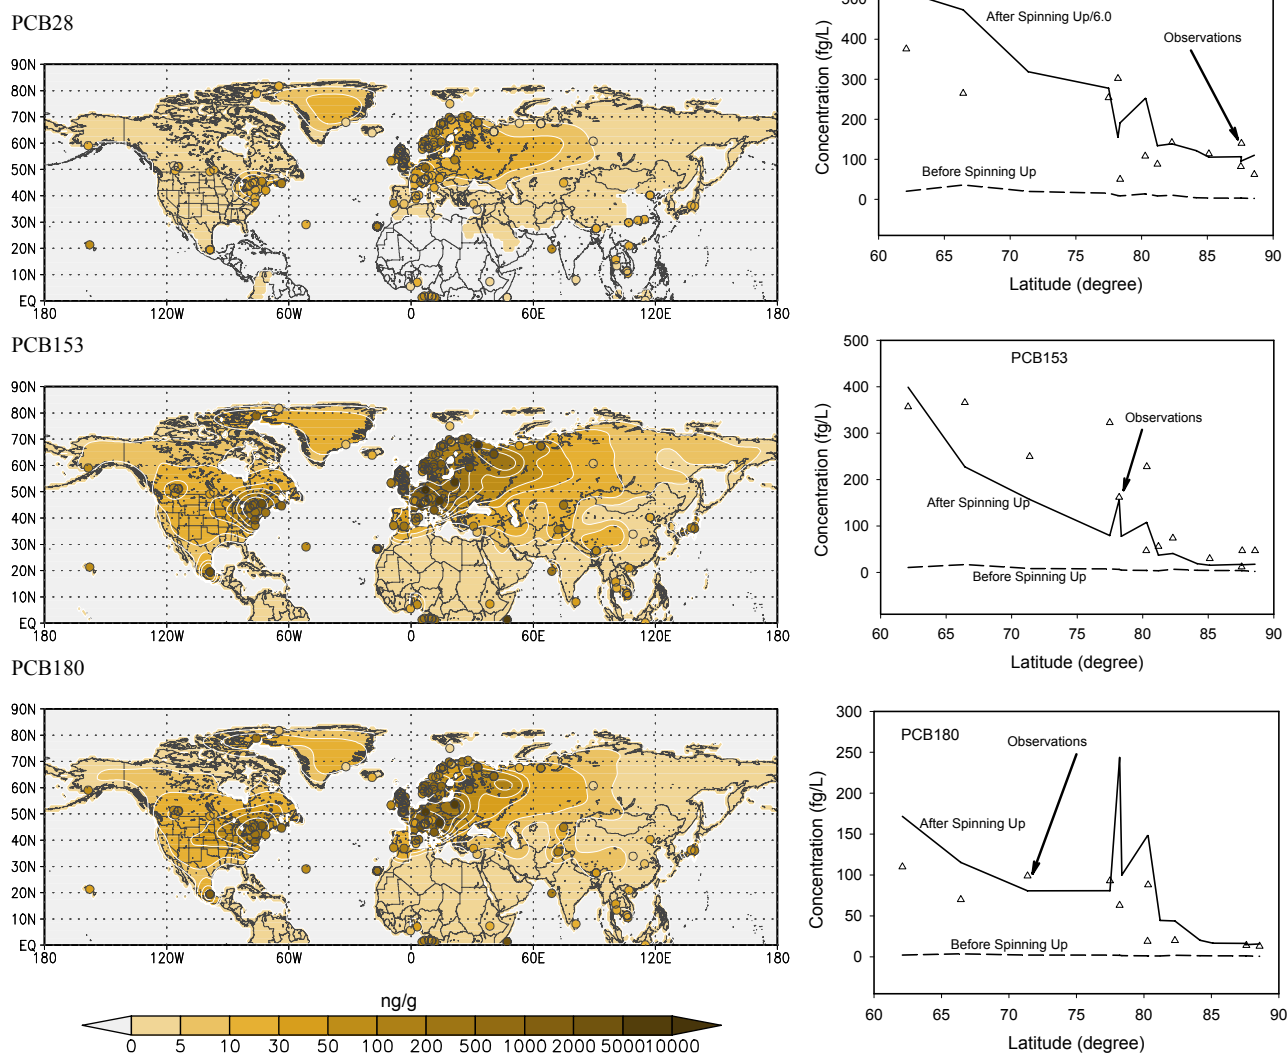 PCB28
90N
80N
70N
60N
50N
40N
30N
20N
10N
EQ
180 120W 60W 0 60E 120E 180
PCB153
90N
80N
70N
60N
50N
40N
30N
20N
10N
EQ
180 120W 60W 0 60E 120E 180
PCB180
90N
80N
70N
60N
50N
40N
30N
20N
10N
EQ
180 120W 60W 0 60E 120E 180
ng/g
0 5 10 30 50 100 200 500 1000 2000 5000 10000
500
400
300
200
100
0
Concentration (fg/L)
After Spinning Up/6.0
Observations
Before Spinning Up
60 65 70 75 80 85 90
Latitude (degree)
500
400
300
200
100
0
Concentration (fg/L)
PCB153
Observations
After Spinning Up
Before Spinning Up
60 65 70 75 80 85 90
Latitude (degree)
300
250
200
150
100
50
0
Concentration (fg/L)
PCB180
Observations
After Spinning Up
Before Spinning Up
60 65 70 75 80 85 90
Latitude (degree)